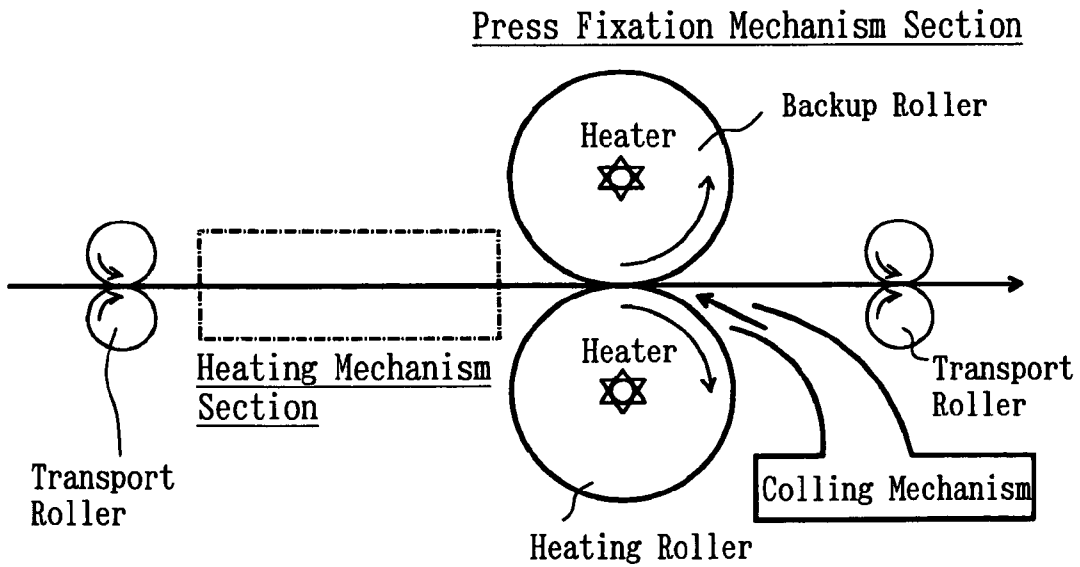 Press Fixation Mechanism Section
Backup Roller
Heater
Heating Mechanism
Section
Heater
Transport
Roller
Transport
Roller
Colling Mechanism
Heating Roller